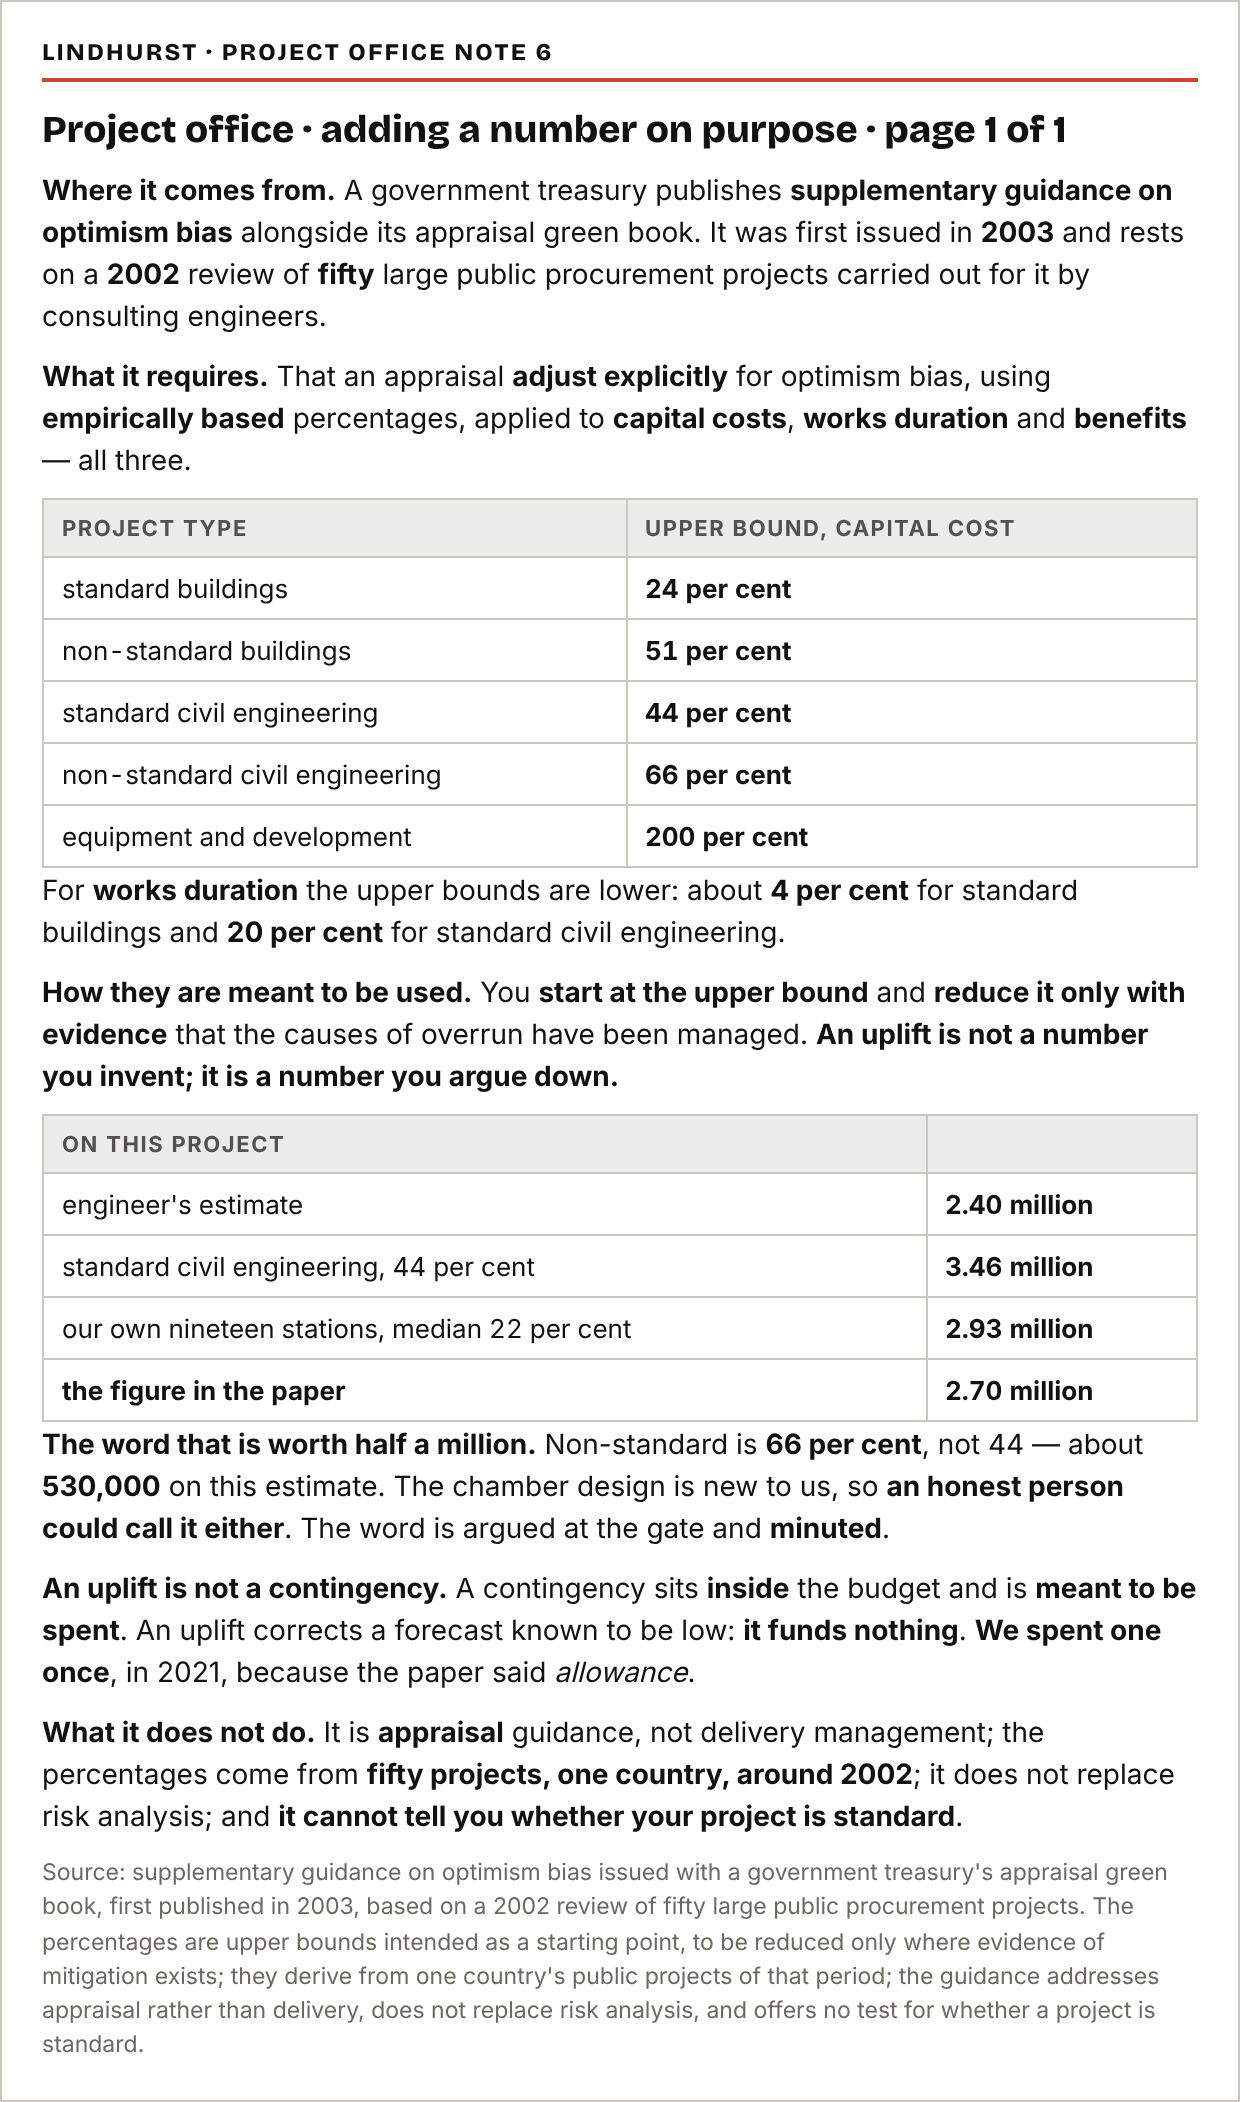 LINDHURST · PROJECT OFFICE NOTE 6
Project office · adding a number on purpose · page 1 of 1
Where it comes from. A government treasury publishes supplementary guidance on
optimism bias alongside its appraisal green book. It was first issued in 2003 and rests
on a 2002 review of fifty large public procurement projects carried out for it by
consulting engineers.
What it requires. That an appraisal adjust explicitly for optimism bias, using
empirically based percentages, applied to capital costs, works duration and benefits
— all three.
PROJECT TYPE UPPER BOUND, CAPITAL COST
standard buildings 24 per cent
non-standard buildings 51 per cent
standard civil engineering 44 per cent
non-standard civil engineering 66 per cent
equipment and development 200 per cent
For works duration the upper bounds are lower: about 4 per cent for standard
buildings and 20 per cent for standard civil engineering.
How they are meant to be used. You start at the upper bound and reduce it only with
evidence that the causes of overrun have been managed. An uplift is not a number
you invent; it is a number you argue down.
ON THIS PROJECT
engineer's estimate 2.40 million
standard civil engineering, 44 per cent 3.46 million
our own nineteen stations, median 22 per cent 2.93 million
the figure in the paper 2.70 million
The word that is worth half a million. Non-standard is 66 per cent, not 44 — about
530,000 on this estimate. The chamber design is new to us, so an honest person
could call it either. The word is argued at the gate and minuted.
An uplift is not a contingency. A contingency sits inside the budget and is meant to be
spent. An uplift corrects a forecast known to be low: it funds nothing. We spent one
once, in 2021, because the paper said allowance.
What it does not do. It is appraisal guidance, not delivery management; the
percentages come from fifty projects, one country, around 2002; it does not replace
risk analysis; and it cannot tell you whether your project is standard.
Source: supplementary guidance on optimism bias issued with a government treasury's appraisal green
book, first published in 2003, based on a 2002 review of fifty large public procurement projects. The
percentages are upper bounds intended as a starting point, to be reduced only where evidence of
mitigation exists; they derive from one country's public projects of that period; the guidance addresses
appraisal rather than delivery, does not replace risk analysis, and offers no test for whether a project is
standard.